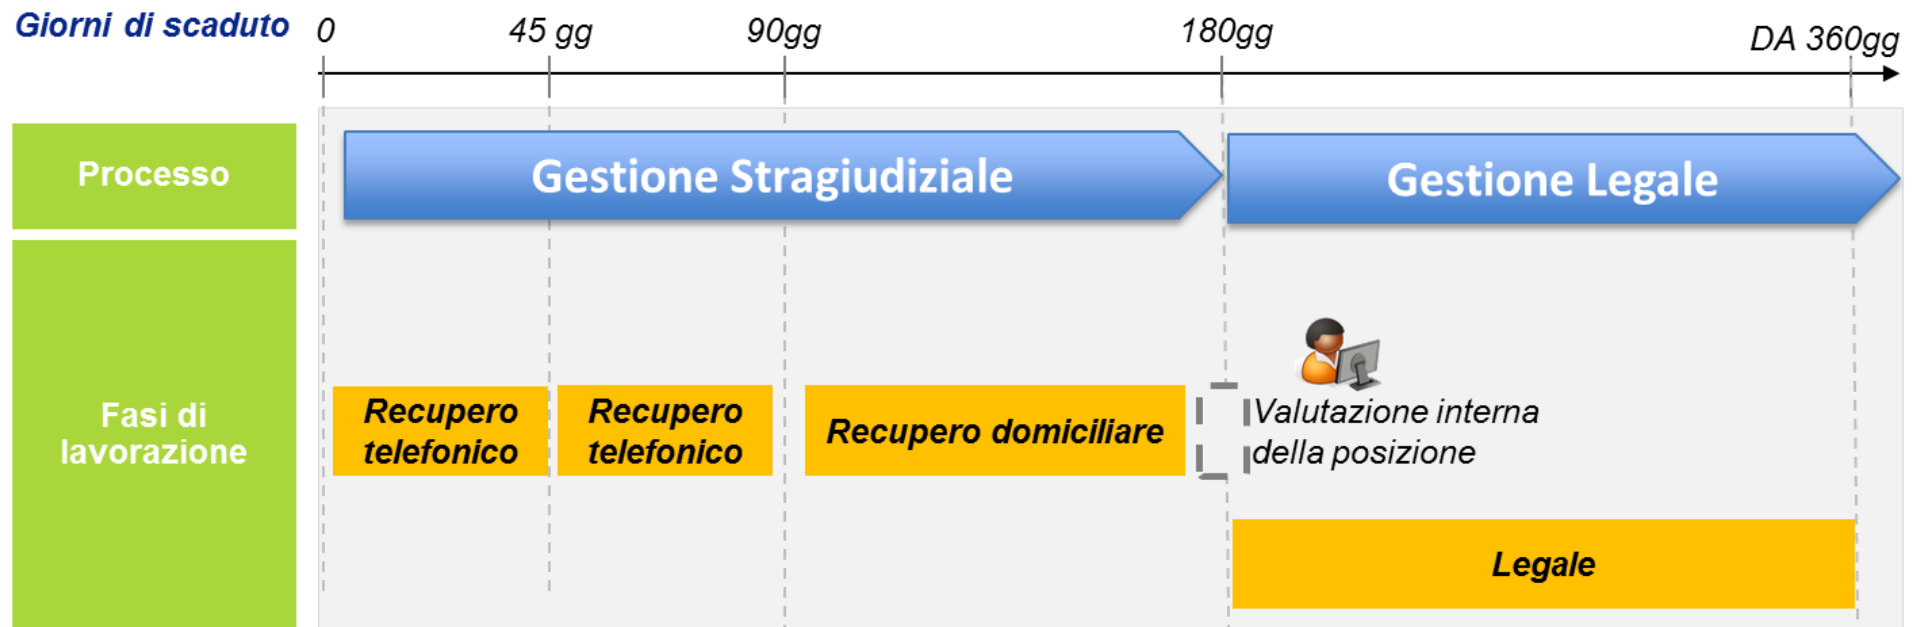 Giorni di scaduto 0 45 gg 90gg 180gg DA 360gg
Processo
Gestione Stragiudiziale
Gestione Legale
Fasi di
lavorazione
Recupero
telefonico
Recupero
telefonico
Recupero domiciliare
Valutazione interna
della posizione
Legale